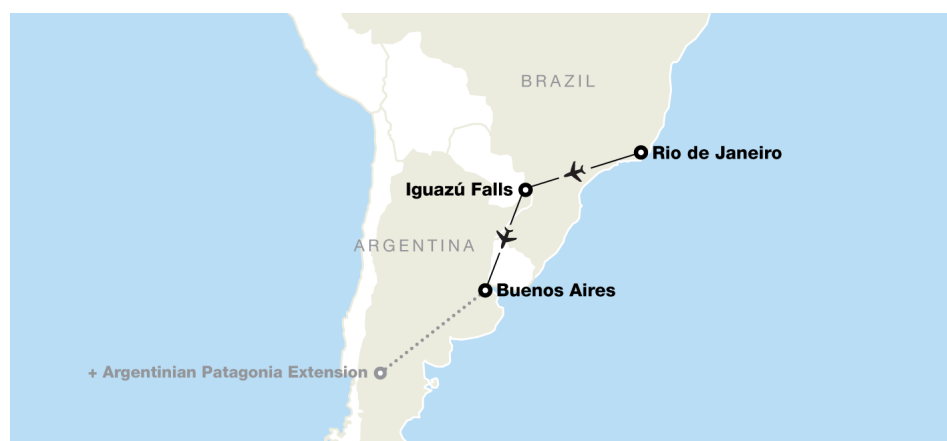 BRAZIL
Rio de Janeiro
Iguazú Falls
ARGENTINA
Buenos Aires
+ Argentinian Patagonia Extension